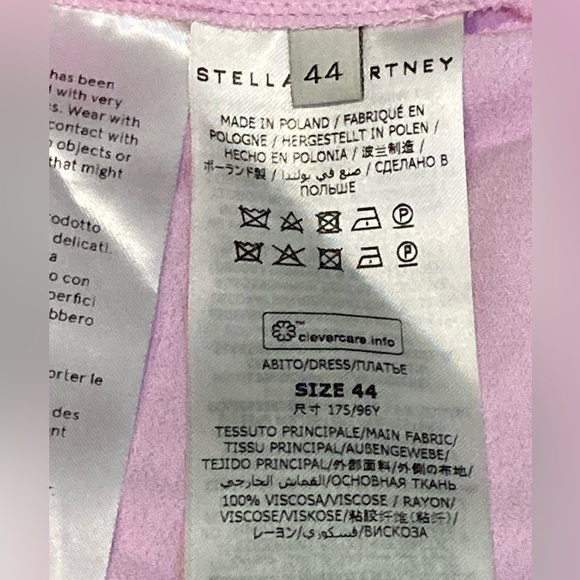 has been
with very
s. Wear with
contact with
objects or
that might
rodotto
delicati.
a
o con
perfici
bbero
orter le
des
nt
STELLA 44 RTNEY
MADE IN POLAND / FABRIQUÉ EN
POLOGNE / HERGESTELLT IN POLEN /
HECHO EN POLONIA / 波兰制造 /
ポーランド製 / صنع في بولندا / СДЕЛАНО В
ПОЛЬШЕ
clevercare.info
ABITO/DRESS/ПЛАТЬЕ
SIZE 44
尺寸 175/96Y
TESSUTO PRINCIPALE/MAIN FABRIC/
TISSU PRINCIPAL/AUßENGEWEBE/
TEJIDO PRINCIPAL/外部面料/外側の布地/
القماش الخارجي/ОСНОВНАЯ ТКАНЬ
100% VISCOSA/VISCOSE / RAYON/
VISCOSE/VISKOSE/粘胶纤维(粘纤)/
レーヨン/فسكوزي/ВИСКОЗА